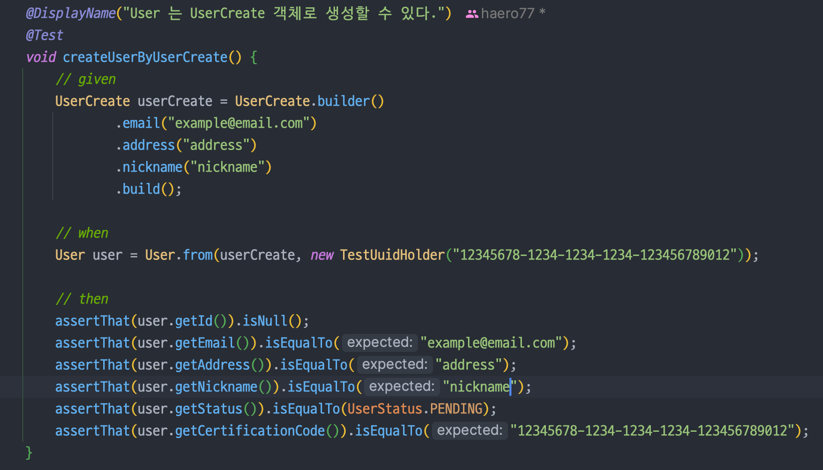 @DisplayName("User 는 UserCreate 객체로 생성할 수 있다.") haero77 *
@Test
void createUserByUserCreate() {
// given
UserCreate userCreate = UserCreate.builder()
.email("example@email.com")
.address("address")
.nickname("nickname")
.build();
// when
User user = User.from(userCreate, new TestUuidHolder("12345678-1234-1234-1234-123456789012"));
// then
assertThat(user.getId()).isNull();
assertThat(user.getEmail()).isEqualTo( expected: "example@email.com");
assertThat(user.getAddress()).isEqualTo( expected: "address");
assertThat(user.getNickname()).isEqualTo( expected: "nickname");
assertThat(user.getStatus()).isEqualTo(UserStatus.PENDING);
assertThat(user.getCertificationCode()).isEqualTo( expected: "12345678-1234-1234-1234-123456789012");
}